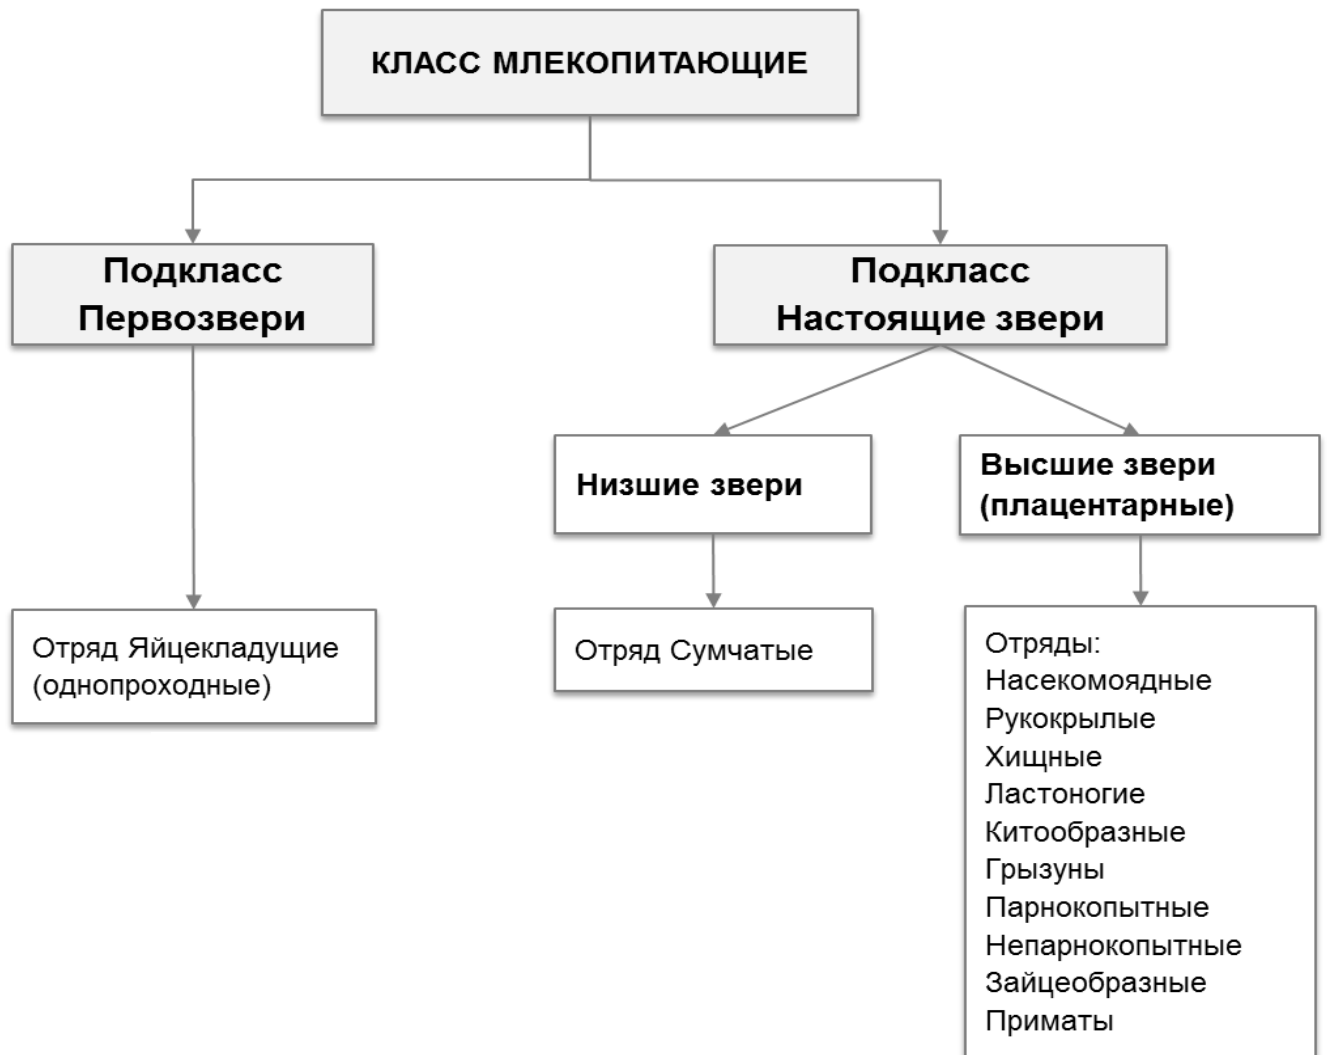 КЛАСС МЛЕКОПИТАЮЩИЕ
Подкласс
Первозвери
Подкласс
Настоящие звери
Низшие звери
Высшие звери
(плацентарные)
Отряд Яйцекладущие
(однопроходные)
Отряд Сумчатые
Отряды:
Насекомоядные
Рукокрылые
Хищные
Ластоногие
Китообразные
Грызуны
Парнокопытные
Непарнокопытные
Зайцеобразные
Приматы